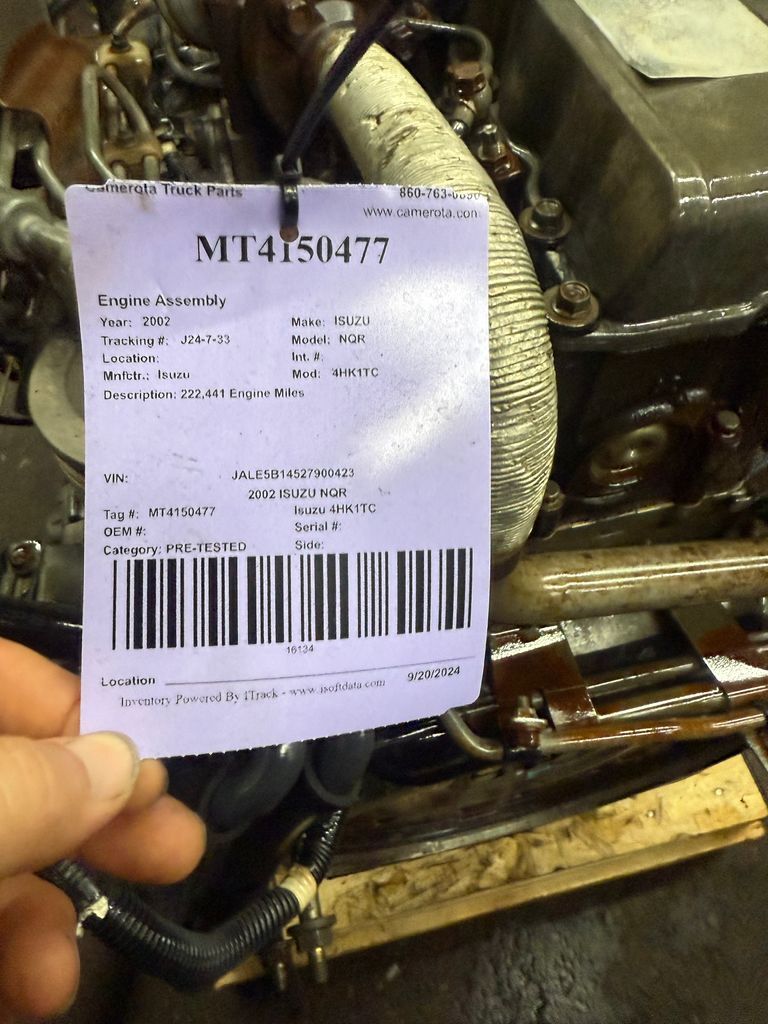 Camerota Truck Parts 860-763-0896
www.camerota.com
MT4150477
Engine Assembly
Year: 2002 Make: ISUZU
Tracking #: J24-7-33 Model: NQR
Location: Int. #:
Mnfctr.: Isuzu Mod: 4HK1TC
Description: 222,441 Engine Miles
VIN: JALE5B14527900423
2002 ISUZU NQR
Tag #: MT4150477 Isuzu 4HK1TC
OEM #: Serial #:
Category: PRE-TESTED Side:
16134
Location 9/20/2024
Inventory Powered By ITrack - www.isoftdata.com